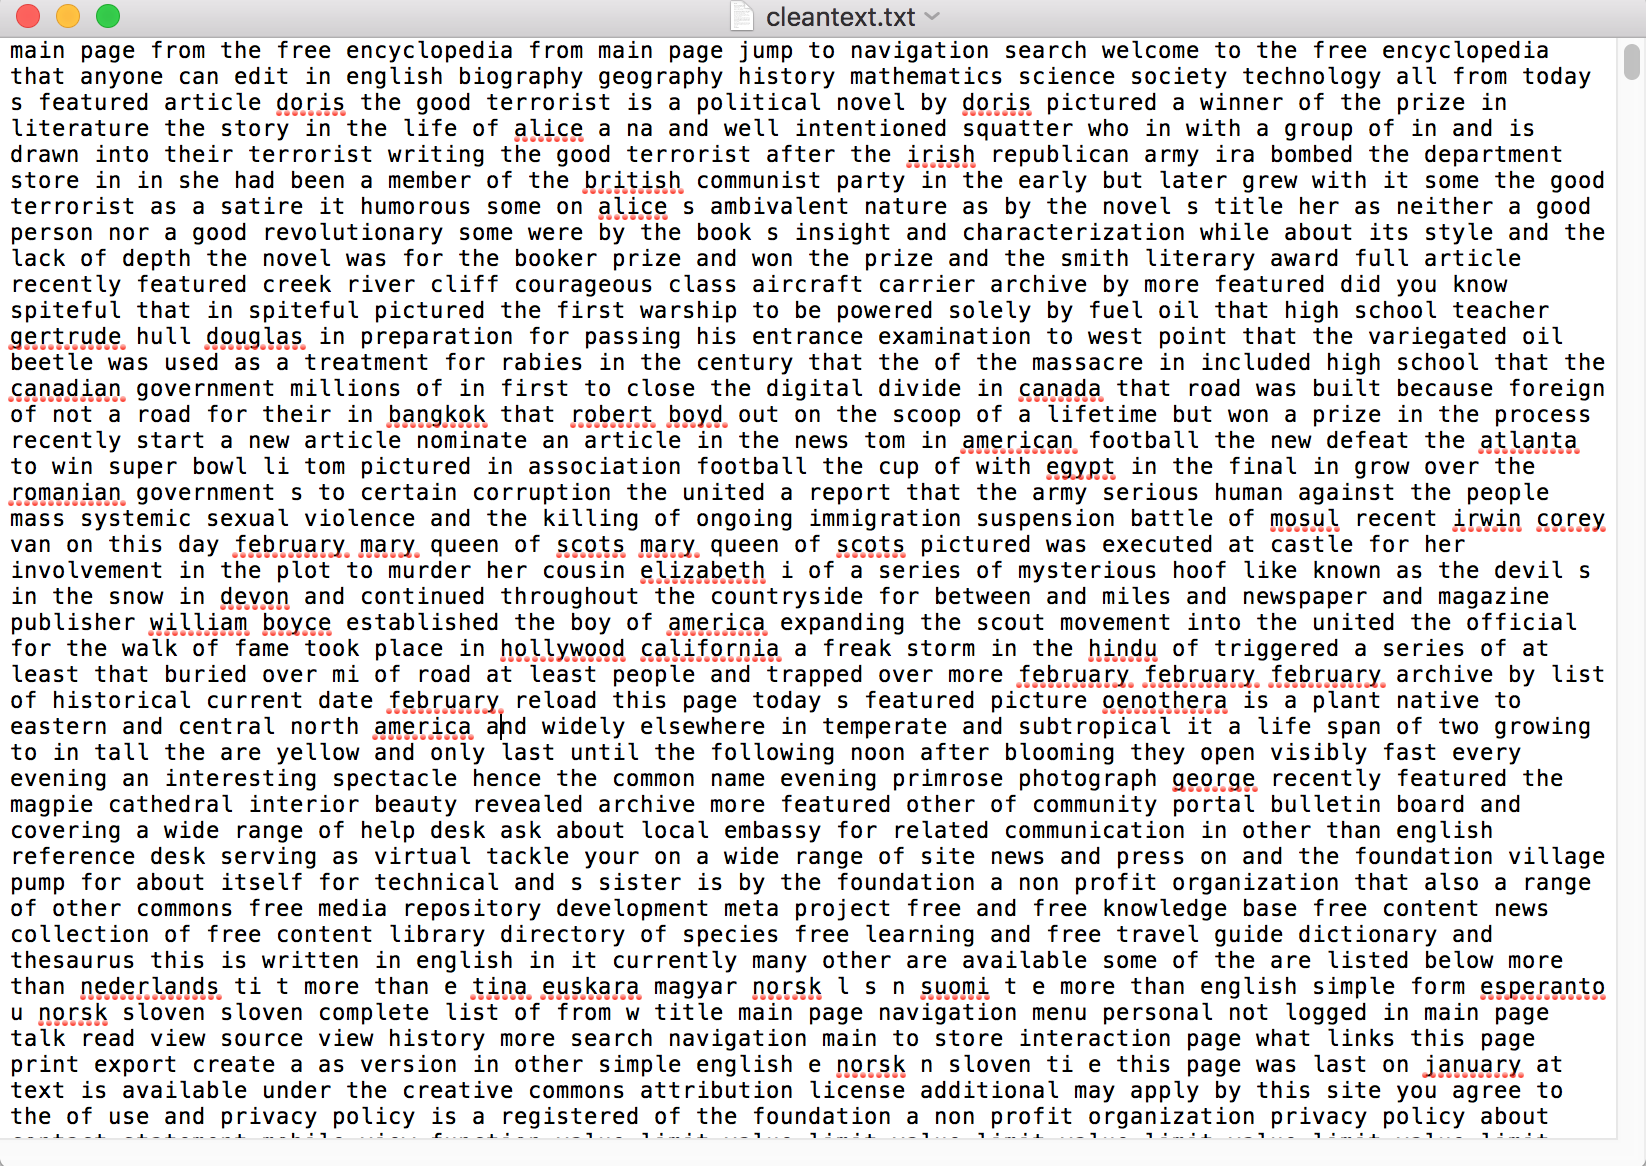 cleantext.txt
main page from the free encyclopedia from main page jump to navigation search welcome to the free encyclopedia
that anyone can edit in english biography geography history mathematics science society technology all from today
s featured article doris the good terrorist is a political novel by doris pictured a winner of the prize in
literature the story in the life of alice a na and well intentioned squatter who in with a group of in and is
drawn into their terrorist writing the good terrorist after the irish republican army ira bombed the department
store in in she had been a member of the british communist party in the early but later grew with it some the good
terrorist as a satire it humorous some on alice s ambivalent nature as by the novel s title her as neither a good
person nor a good revolutionary some were by the book s insight and characterization while about its style and the
lack of depth the novel was for the booker prize and won the prize and the smith literary award full article
recently featured creek river cliff courageous class aircraft carrier archive by more featured did you know
spiteful that in spiteful pictured the first warship to be powered solely by fuel oil that high school teacher
gertrude hull douglas in preparation for passing his entrance examination to west point that the variegated oil
beetle was used as a treatment for rabies in the century that the of the massacre in included high school that the
canadian government millions of in first to close the digital divide in canada that road was built because foreign
of not a road for their in bangkok that robert boyd out on the scoop of a lifetime but won a prize in the process
recently start a new article nominate an article in the news tom in american football the new defeat the atlanta
to win super bowl li tom pictured in association football the cup of with egypt in the final in grow over the
romanian government s to certain corruption the united a report that the army serious human against the people
mass systemic sexual violence and the killing of ongoing immigration suspension battle of mosul recent irwin corey
van on this day february mary queen of scots mary queen of scots pictured was executed at castle for her
involvement in the plot to murder her cousin elizabeth i of a series of mysterious hoof like known as the devil s
in the snow in devon and continued throughout the countryside for between and miles and newspaper and magazine
publisher william boyce established the boy of america expanding the scout movement into the united the official
for the walk of fame took place in hollywood california a freak storm in the hindu of triggered a series of at
least that buried over mi of road at least people and trapped over more february february february archive by list
of historical current date february reload this page today s featured picture oenothera is a plant native to
eastern and central north america and widely elsewhere in temperate and subtropical it a life span of two growing
to in tall the are yellow and only last until the following noon after blooming they open visibly fast every
evening an interesting spectacle hence the common name evening primrose photograph george recently featured the
magpie cathedral interior beauty revealed archive more featured other of community portal bulletin board and
covering a wide range of help desk ask about local embassy for related communication in other than english
reference desk serving as virtual tackle your on a wide range of site news and press on and the foundation village
pump for about itself for technical and s sister is by the foundation a non profit organization that also a range
of other commons free media repository development meta project free and free knowledge base free content news
collection of free content library directory of species free learning and free travel guide dictionary and
thesaurus this is written in english in it currently many other are available some of the are listed below more
than nederlands ti t more than e tina euskara magyar norsk l s n suomi t e more than english simple form esperanto
u norsk sloven sloven complete list of from w title main page navigation menu personal not logged in main page
talk read view source view history more search navigation main to store interaction page what links this page
print export create a as version in other simple english e norsk n sloven ti e this page was last on january at
text is available under the creative commons attribution license additional may apply by this site you agree to
the of use and privacy policy is a registered of the foundation a non profit organization privacy policy about
contact statement mobile view function value limit value limit value limit value limit value limit